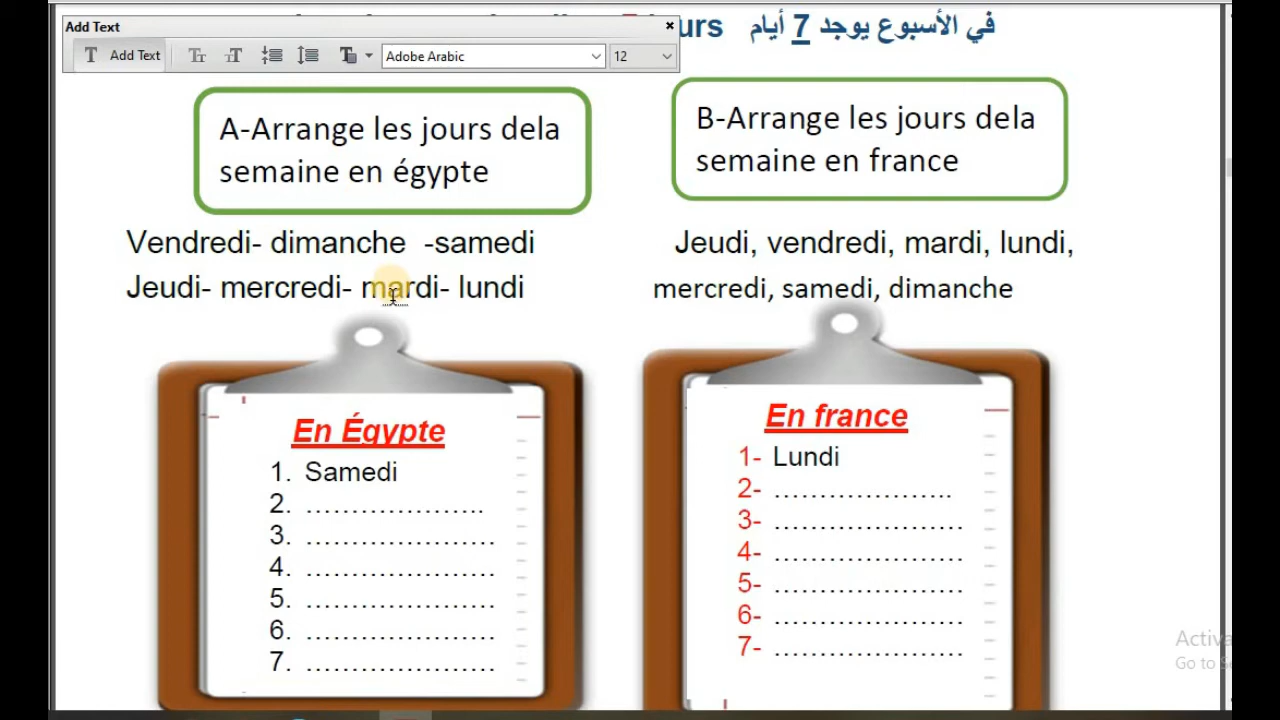 Add Text
urs في الأسبوع يوجد 7 أيام
Add Text Adobe Arabic 12
A-Arrange les jours dela
semaine en égypte
B-Arrange les jours dela
semaine en france
Vendredi- dimanche -samedi
Jeudi- mercredi- mardi- lundi
Jeudi, vendredi, mardi, lundi,
mercredi, samedi, dimanche
En Égypte
1. Samedi
2. ………………..
3. …………………
4. …………………
5. …………………
6. …………………
7. …………………
En france
1- Lundi
2- ………………..
3- …………………
4- …………………
5- …………………
6- …………………
7- …………………
Activa
Go to Se